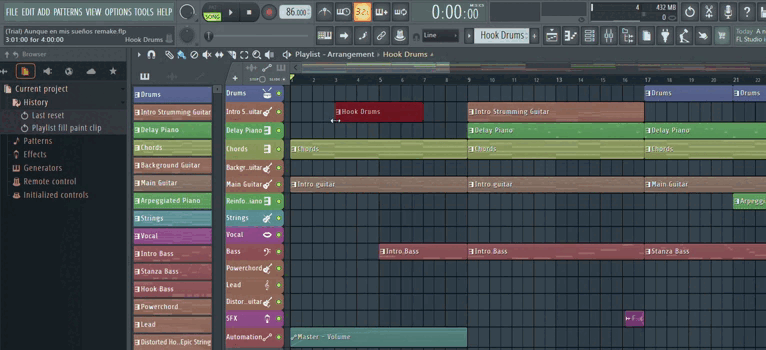 FILE EDIT ADD PATTERNS VIEW OPTIONS TOOLS HELP
SONG
86.000
3 2
0:00:00
4
432 MB
0
(Trial) Aunque en mis sueños remake.flp
3:01:00 for 4:00:00
Hook Drums
Line
Hook Drums
Today
FL Studio
Browser
Playlist - Arrangement › Hook Drums
Current project
History
Last reset
Playlist fill paint clip
Patterns
Effects
Generators
Remote control
Initialized controls
Drums
Intro Strumming Guitar
Delay Piano
Chords
Background Guitar
Main Guitar
Arpeggiated Piano
Strings
Vocal
Intro Bass
Stanza Bass
Hook Bass
Powerchord
Lead
Distorted Ho..Epic String
3 5 7 8 9 10 11 12 13 14 15 16 17 18 19 20 21 22
Drums
Intro S..uitar
Delay Piano
Chords
Backgr..uitar
Main Guitar
Reinfo..iano
Strings
Vocal
Bass
Powerchord
Lead
Distor..uitar
SFX
Automation
Drums
Drums
Hook Drums
Intro Strumming Guitar
Delay Piano
Delay Piano
Chords
Chords
Chords
Intro guitar
Intro guitar
Main Guitar
Arpegg
Intro Bass
Intro Bass
Stanza Bass
Master - Volume